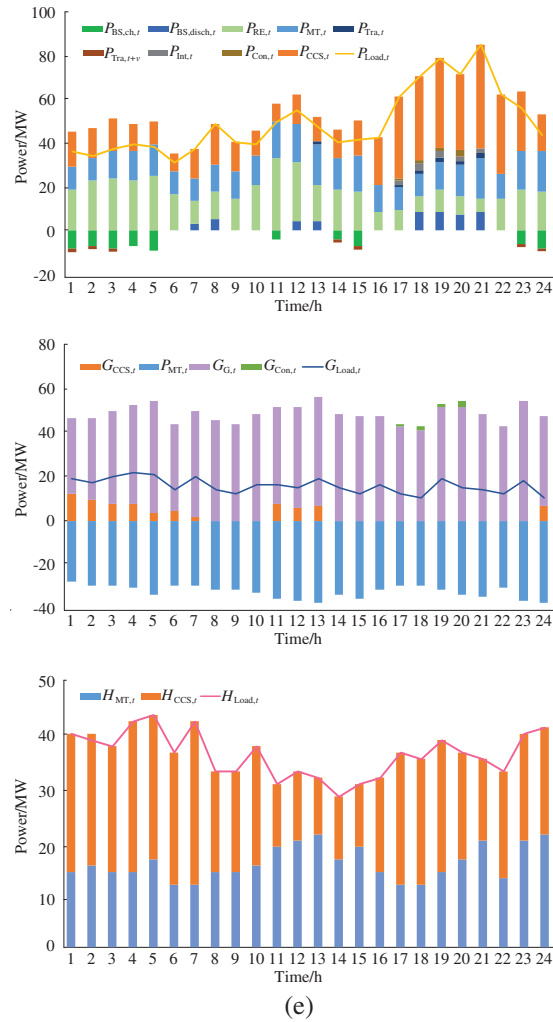 100
P_BS,ch,t P_BS,disch,t P_RE,t P_MT,t P_Tra,t
P_Tra,t+v P_Int,t P_Con,t P_CCS,t P_Load,t
80
60
40
20
0
-20
Power/MW
1 2 3 4 5 6 7 8 9 10 11 12 13 14 15 16 17 18 19 20 21 22 23 24
Time/h
80
G_CCS,t P_MT,t G_G,t G_Con,t G_Load,t
60
40
20
0
-20
-40
Power/MW
1 2 3 4 5 6 7 8 9 10 11 12 13 14 15 16 17 18 19 20 21 22 23 24
Time/h
50
H_MT,t H_CCS,t H_Load,t
40
30
20
10
0
Power/MW
1 2 3 4 5 6 7 8 9 10 11 12 13 14 15 16 17 18 19 20 21 22 23 24
Time/h
(e)